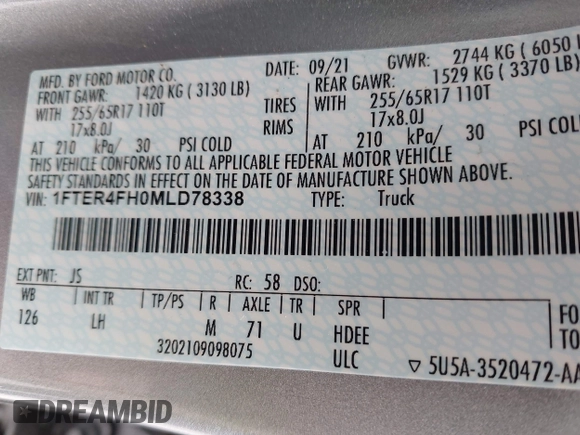 MFD. BY FORD MOTOR CO.
DATE: 09/21
GVWR: 2744 KG ( 6050
FRONT GAWR: 1420 KG ( 3130 LB)
REAR GAWR: 1529 KG ( 3370 LB)
WITH 255/65R17 110T
TIRES WITH 255/65R17 110T
17x8.0J
RIMS 17x8.0J
AT 210 kPa/ 30 PSI COLD
AT 210 kPa/ 30 PSI COLD
THIS VEHICLE CONFORMS TO ALL APPLICABLE FEDERAL MOTOR VEHICLE
SAFETY STANDARDS IN EFFECT ON THE DATE OF MANUFACTURE SHOWN ABOVE.
VIN: 1FTER4FH0MLD78338
TYPE: Truck
EXT PNT: JS
RC: 58 DSO:
WB INT TR TP/PS R AXLE TR SPR
126 LH M 71 U HDEE
3202109098075
ULC
▽ 5U5A-3520472-AA
DREAMBID